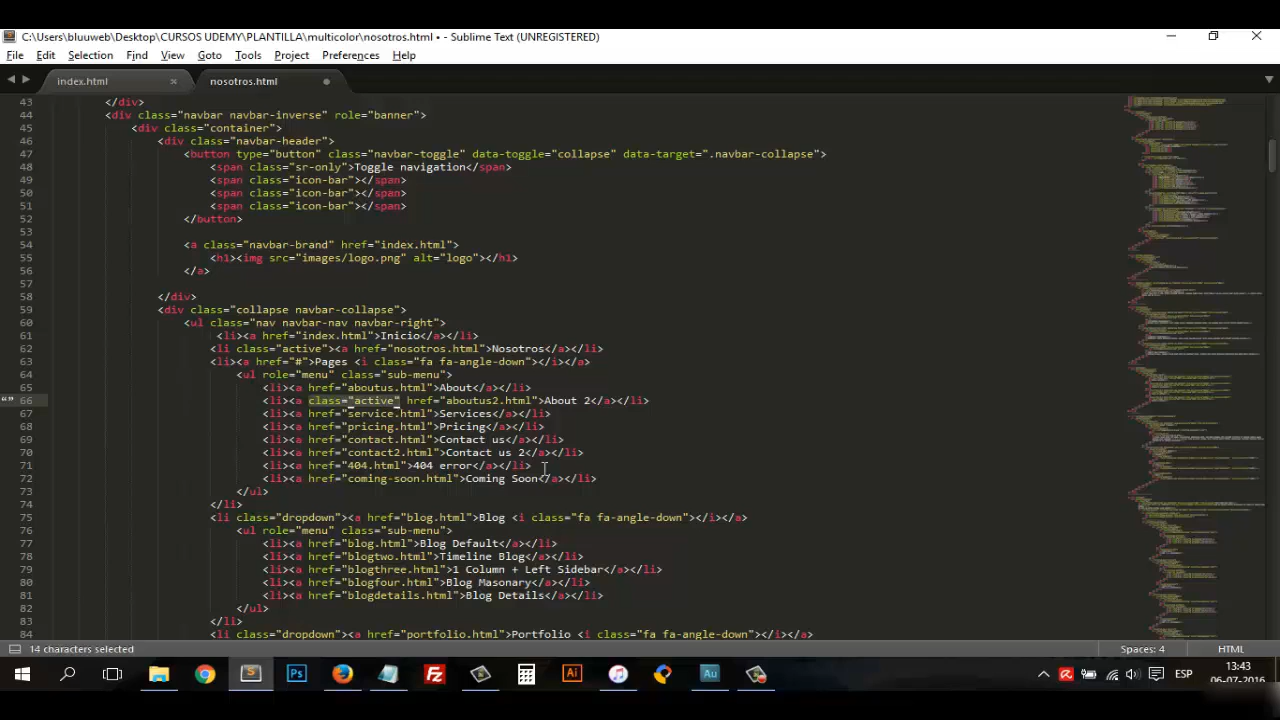 C:\Users\bluuweb\Desktop\CURSOS UDEMY\PLANTILLA\multicolor\nosotros.html • - Sublime Text (UNREGISTERED)
File Edit Selection Find View Goto Tools Project Preferences Help
index.html × nosotros.html
43 </div>
44 <div class="navbar navbar-inverse" role="banner">
45 <div class="container">
46 <div class="navbar-header">
47 <button type="button" class="navbar-toggle" data-toggle="collapse" data-target=".navbar-collapse">
48 <span class="sr-only">Toggle navigation</span>
49 <span class="icon-bar"></span>
50 <span class="icon-bar"></span>
51 <span class="icon-bar"></span>
52 </button>
53
54 <a class="navbar-brand" href="index.html">
55 <h1><img src="images/logo.png" alt="logo"></h1>
56 </a>
57
58 </div>
59 <div class="collapse navbar-collapse">
60 <ul class="nav navbar-nav navbar-right">
61 <li><a href="index.html">Inicio</a></li>
62 <li class="active"><a href="nosotros.html">Nosotros</a></li>
63 <li><a href="#">Pages <i class="fa fa-angle-down"></i></a>
64 <ul role="menu" class="sub-menu">
65 <li><a href="aboutus.html">About</a></li>
66 <li><a class="active" href="aboutus2.html">About 2</a></li>
67 <li><a href="service.html">Services</a></li>
68 <li><a href="pricing.html">Pricing</a></li>
69 <li><a href="contact.html">Contact us</a></li>
70 <li><a href="contact2.html">Contact us 2</a></li>
71 <li><a href="404.html">404 error</a></li>
72 <li><a href="coming-soon.html">Coming Soon</a></li>
73 </ul>
74 </li>
75 <li class="dropdown"><a href="blog.html">Blog <i class="fa fa-angle-down"></i></a>
76 <ul role="menu" class="sub-menu">
77 <li><a href="blog.html">Blog Default</a></li>
78 <li><a href="blogtwo.html">Timeline Blog</a></li>
79 <li><a href="blogthree.html">1 Column + Left Sidebar</a></li>
80 <li><a href="blogfour.html">Blog Masonary</a></li>
81 <li><a href="blogdetails.html">Blog Details</a></li>
82 </ul>
83 </li>
84 <li class="dropdown"><a href="portfolio.html">Portfolio <i class="fa fa-angle-down"></i></a>
14 characters selected Spaces: 4 HTML
ESP 13:43
06-07-2016